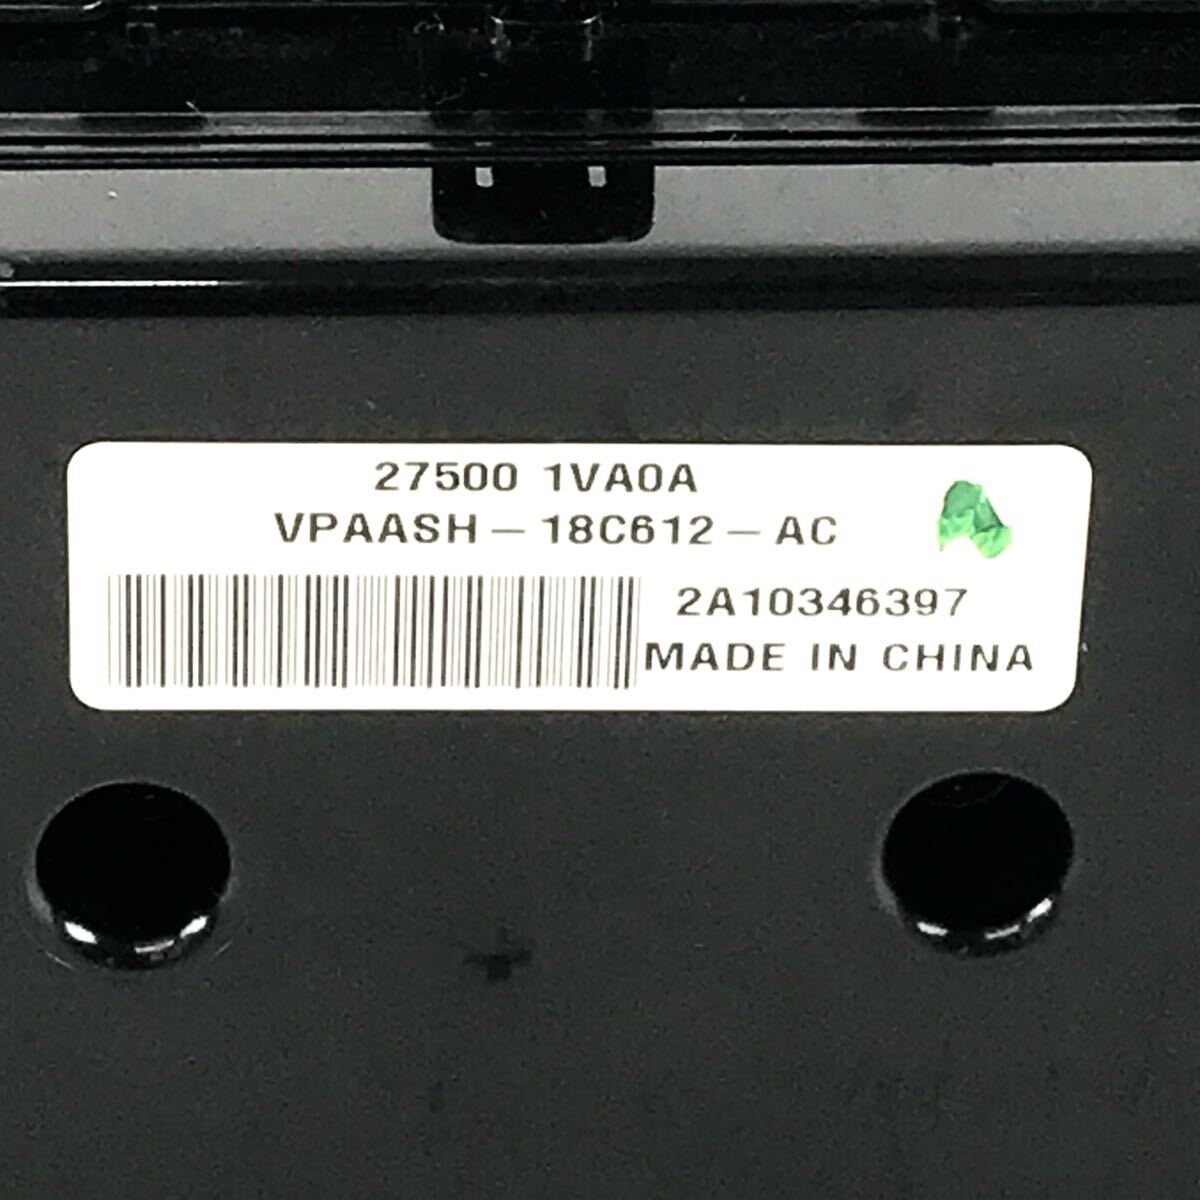 27500 1VA0A
VPAASH-18C612-AC
2A10346397
MADE IN CHINA